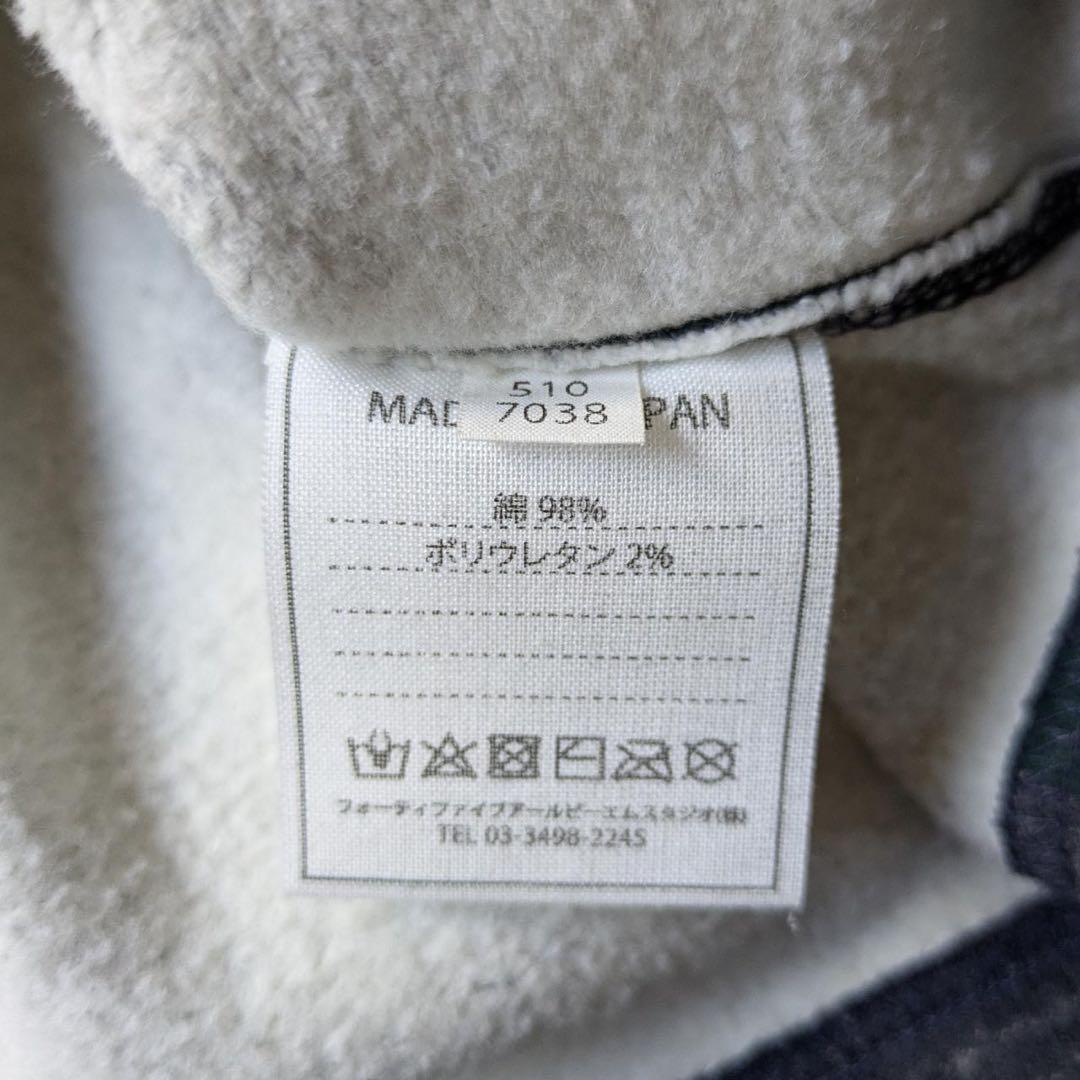 510
7038
MAD PAN
綿 98%
ポリウレタン 2%
フォーティファイブアールピーエムスタジオ(株)
TEL 03-3498-2245